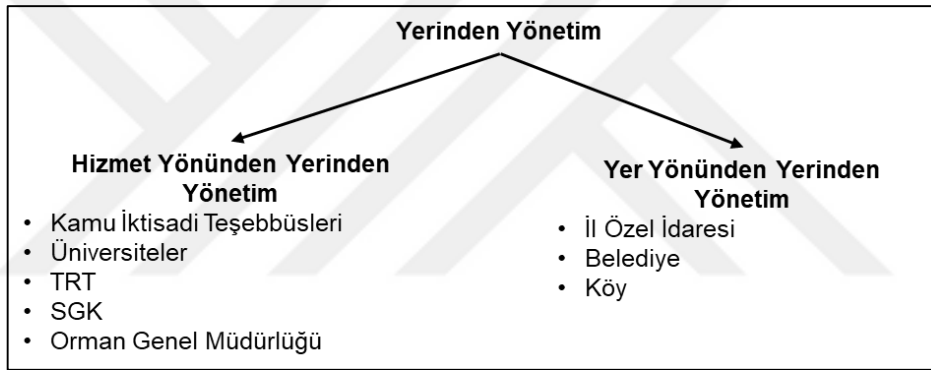 Yerinden Yönetim
Hizmet Yönünden Yerinden
Yönetim
• Kamu İktisadi Teşebbüsleri
• Üniversiteler
• TRT
• SGK
• Orman Genel Müdürlüğü
Yer Yönünden Yerinden
Yönetim
• İl Özel İdaresi
• Belediye
• Köy